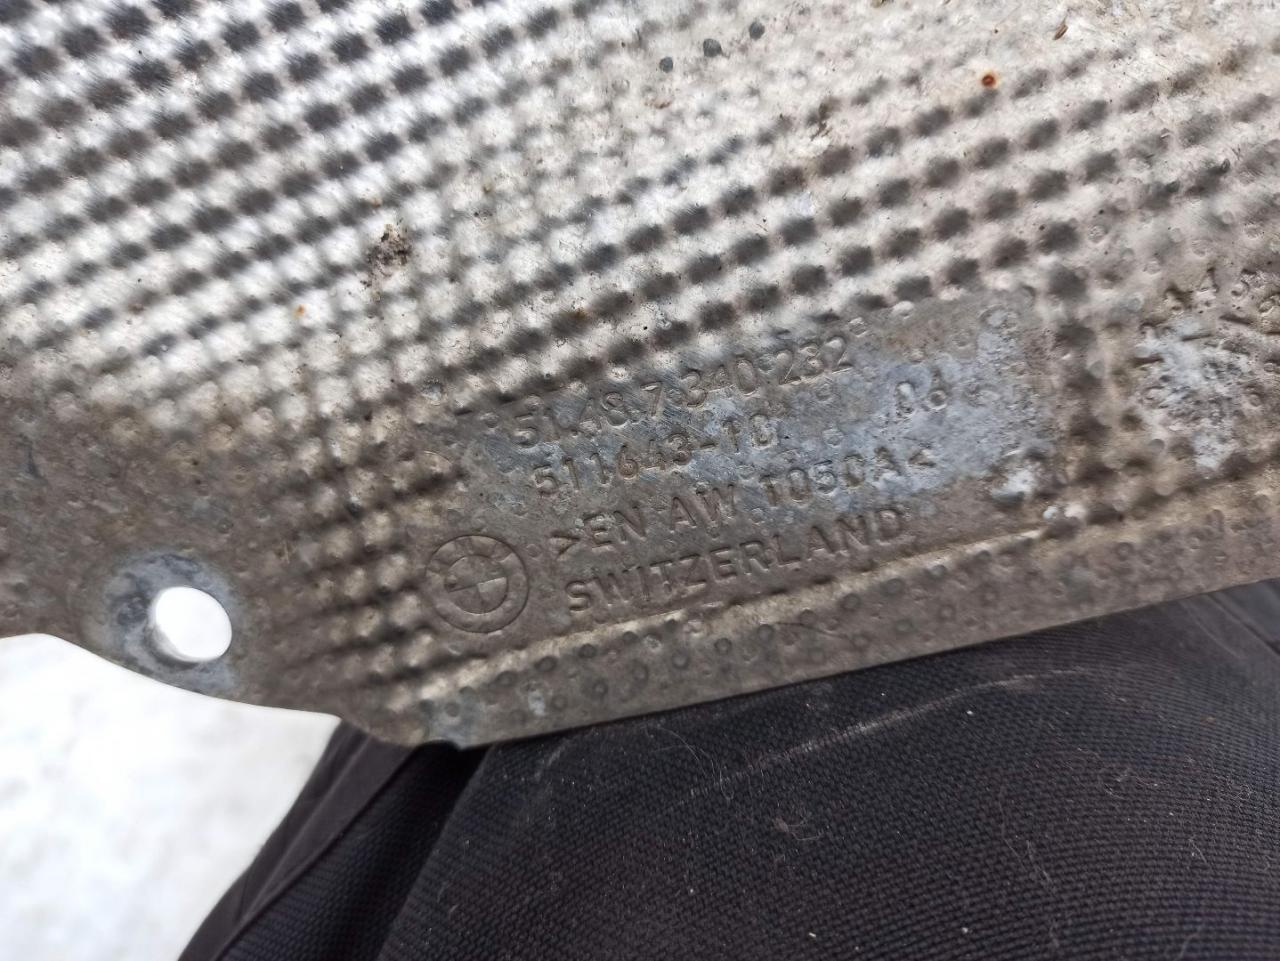 51.48.7 340 232
511643-10 06
>EN AW 1050A<
SWITZERLAND